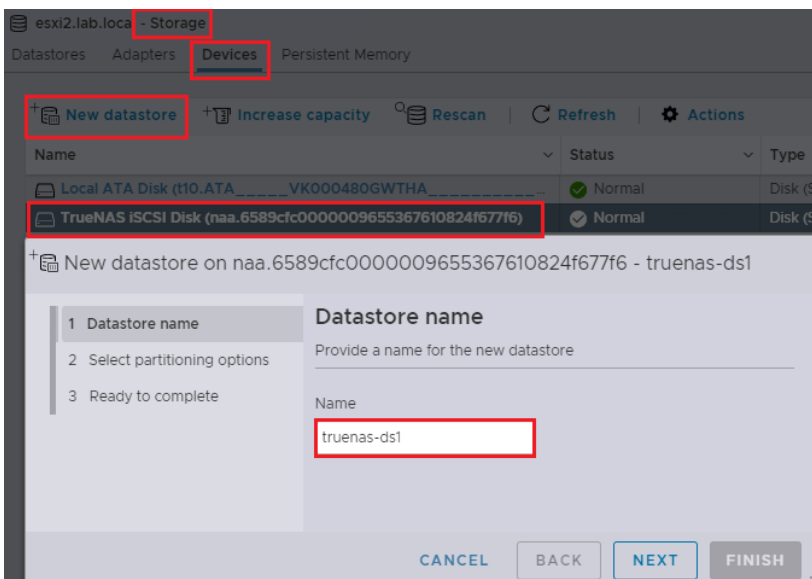 esxi2.lab.local - Storage
Datastores Adapters Devices Persistent Memory
New datastore Increase capacity Rescan Refresh Actions
Name Status Type
Local ATA Disk (t10.ATA_____VK000480GWTHA__________... Normal Disk (S
TrueNAS iSCSI Disk (naa.6589cfc0000009655367610824f677f6) Normal Disk (S
New datastore on naa.6589cfc0000009655367610824f677f6 - truenas-ds1
1 Datastore name
2 Select partitioning options
3 Ready to complete
Datastore name
Provide a name for the new datastore
Name
truenas-ds1
CANCEL BACK NEXT FINISH